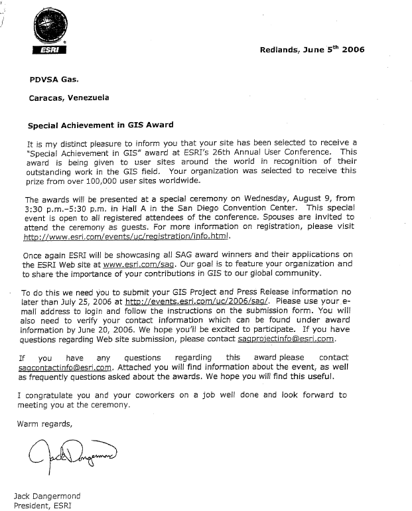 ESRI
Redlands, June 5th 2006
PDVSA Gas.
Caracas, Venezuela
Special Achievement in GIS Award
It is my distinct pleasure to inform you that your site has been selected to receive a
"Special Achievement in GIS" award at ESRI's 26th Annual User Conference. This
award is being given to user sites around the world in recognition of their
outstanding work in the GIS field. Your organization was selected to receive this
prize from over 100,000 user sites worldwide.
The awards will be presented at a special ceremony on Wednesday, August 9, from
3:30 p.m.–5:30 p.m. in Hall A in the San Diego Convention Center. This special
event is open to all registered attendees of the conference. Spouses are invited to
attend the ceremony as guests. For more information on registration, please visit
http://www.esri.com/events/uc/registration/info.html.
Once again ESRI will be showcasing all SAG award winners and their applications on
the ESRI Web site at www.esri.com/sag. Our goal is to feature your organization and
to share the importance of your contributions in GIS to our global community.
To do this we need you to submit your GIS Project and Press Release information no
later than July 25, 2006 at http://events.esri.com/uc/2006/sag/. Please use your e-
mail address to login and follow the instructions on the submission form. You will
also need to verify your contact information which can be found under award
information by June 20, 2006. We hope you'll be excited to participate. If you have
questions regarding Web site submission, please contact sagprojectinfo@esri.com.
If you have any questions regarding this award please contact
sagcontactinfo@esri.com. Attached you will find information about the event, as well
as frequently questions asked about the awards. We hope you will find this useful.
I congratulate you and your coworkers on a job well done and look forward to
meeting you at the ceremony.
Warm regards,
Jack Dangermond
Jack Dangermond
President, ESRI